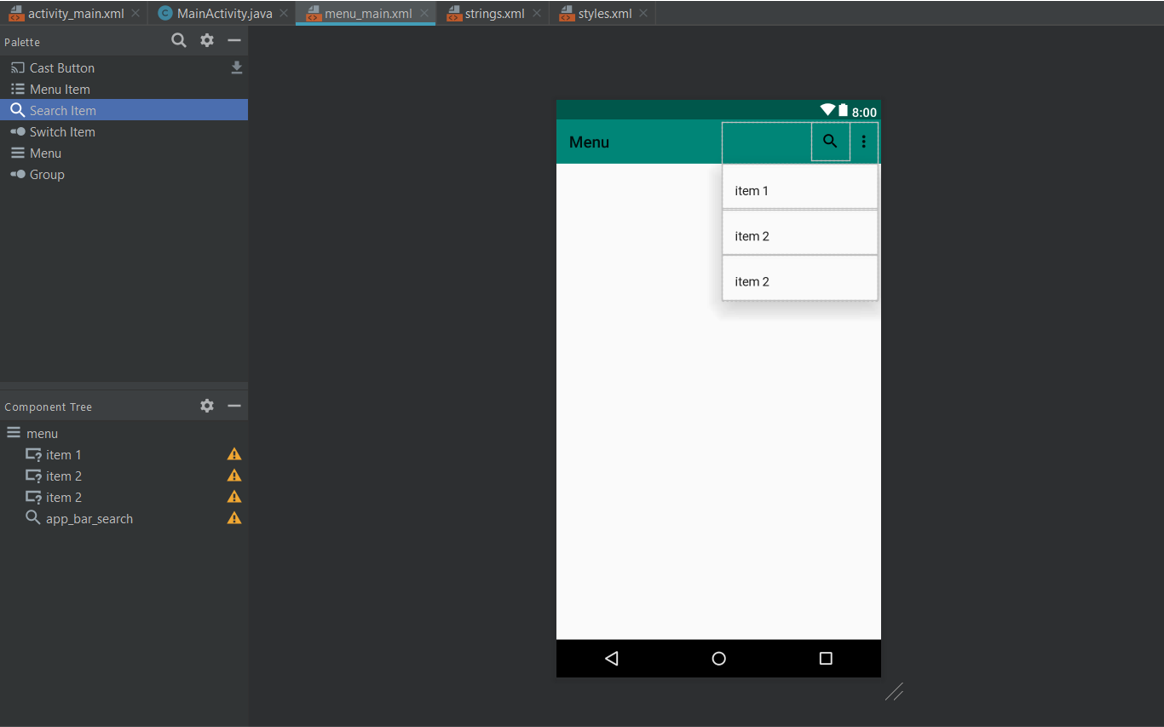 activity_main.xml MainActivity.java menu_main.xml strings.xml styles.xml
Palette
Cast Button
Menu Item
Search Item
Switch Item
Menu
Group
Component Tree
menu
item 1
item 2
item 2
app_bar_search
8:00
Menu
item 1
item 2
item 2